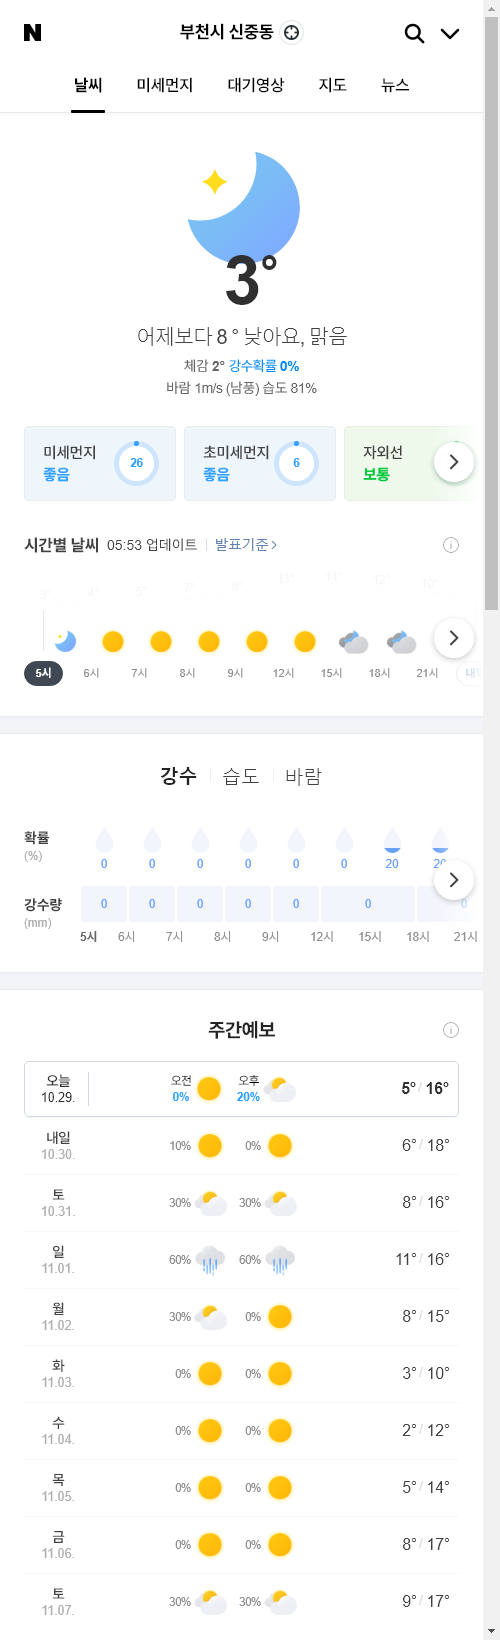 N
부천시 신중동
날씨 미세먼지 대기영상 지도 뉴스
3°
어제보다 8 ° 낮아요, 맑음
체감 2° 강수확률 0%
바람 1m/s (남풍) 습도 81%
미세먼지 좋음 26
초미세먼지 좋음 6
자외선 보통
시간별 날씨 05:53 업데이트 발표기준
3° 4° 5° 7° 13° 14° 12° 10°
5시 6시 7시 8시 9시 12시 15시 18시 21시
강수 습도 바람
확률 (%) 0 0 0 0 0 0 20 20
강수량 (mm) 0 0 0 0 0 0 0
5시 6시 7시 8시 9시 12시 15시 18시 21시
주간예보
오늘 10.29. 오전 0% 오후 20% 5° / 16°
내일 10.30. 10% 0% 6° / 18°
토 10.31. 30% 30% 8° / 16°
일 11.01. 60% 60% 11° / 16°
월 11.02. 30% 0% 8° / 15°
화 11.03. 0% 0% 3° / 10°
수 11.04. 0% 0% 2° / 12°
목 11.05. 0% 0% 5° / 14°
금 11.06. 0% 0% 8° / 17°
토 11.07. 30% 30% 9° / 17°